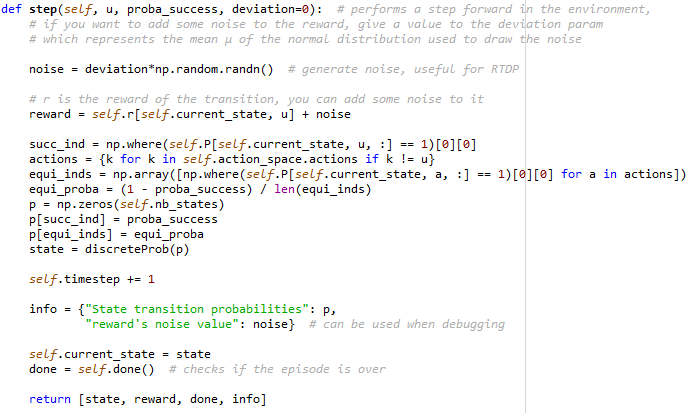 def step(self, u, proba_success, deviation=0):  # performs a step forward in the environment,
    # if you want to add some noise to the reward, give a value to the deviation param
    # which represents the mean μ of the normal distribution used to draw the noise

    noise = deviation*np.random.randn()  # generate noise, useful for RTDP

    # r is the reward of the transition, you can add some noise to it
    reward = self.r[self.current_state, u] + noise

    succ_ind = np.where(self.P[self.current_state, u, :] == 1)[0][0]
    actions = {k for k in self.action_space.actions if k != u}
    equi_inds = np.array([np.where(self.P[self.current_state, a, :] == 1)[0][0] for a in actions])
    equi_proba = (1 - proba_success) / len(equi_inds)
    p = np.zeros(self.nb_states)
    p[succ_ind] = proba_success
    p[equi_inds] = equi_proba
    state = discreteProb(p)

    self.timestep += 1

    info = {"State transition probabilities": p,
            "reward's noise value": noise}  # can be used when debugging

    self.current_state = state
    done = self.done()  # checks if the episode is over

    return [state, reward, done, info]